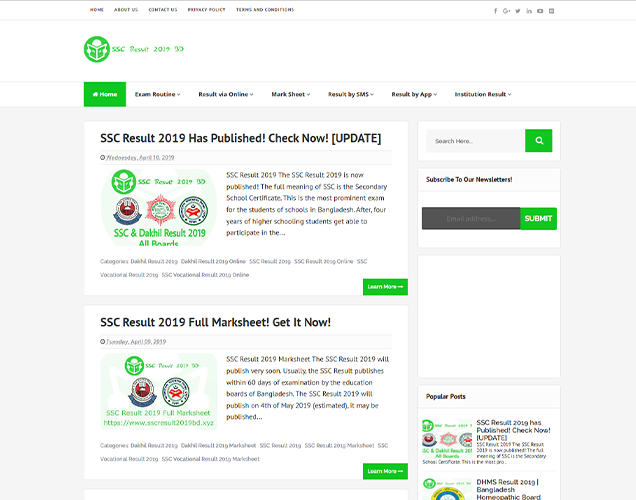 HOME ABOUT US CONTACT US PRIVACY POLICY TERMS AND CONDITIONS
SSC Result 2019 BD
Home Exam Routine Result via Online Mark Sheet Result by SMS Result by App Institution Result
SSC Result 2019 Has Published! Check Now! [UPDATE]
Wednesday, April 10, 2019
SSC Result 2019 BD
SSC & Dakhil Result 2019
All Boards
SSC Result 2019 The SSC Result 2019 is now
published! The full meaning of SSC is the Secondary
School Certificate. This is the most prominent exam
for the students of schools in Bangladesh. After, four
years of higher schooling students get able to
participate in the...
Categories: Dakhil Result 2019 Dakhil Result 2019 Online SSC Result 2019 SSC Result 2019 Online SSC
Vocational Result 2019 SSC Vocational Result 2019 Online
Learn More
SSC Result 2019 Full Marksheet! Get It Now!
Tuesday, April 09, 2019
SSC Result 2019 BD
SSC Result 2019 Full Marksheet
https://www.sscresult2019bd.xyz
SSC Result 2019 Marksheet The SSC Result 2019 will
publish very soon. Usually, the SSC Result publishes
within 60 days of examination by the education
boards of Bangladesh. The SSC Result 2019 will
publish on 4th of May 2019 (estimated). It may be
published...
Categories: Dakhil Result 2019 Dakhil Result 2019 Marksheet SSC Result 2019 SSC Result 2019 Marksheet SSC
Vocational Result 2019 SSC Vocational Result 2019 Marksheet
Learn More
Search Here...
Subscribe To Our Newsletters!
Email address...
SUBMIT
Popular Posts
SSC Result 2019 has
Published! Check Now!
[UPDATE]
SSC Result 2019 The SSC Result
2019 is now published! The full
meaning of SSC is the Secondary
School Certificate. This is the most pro...
DHMS Result 2019 |
Bangladesh
Homeopathic Board